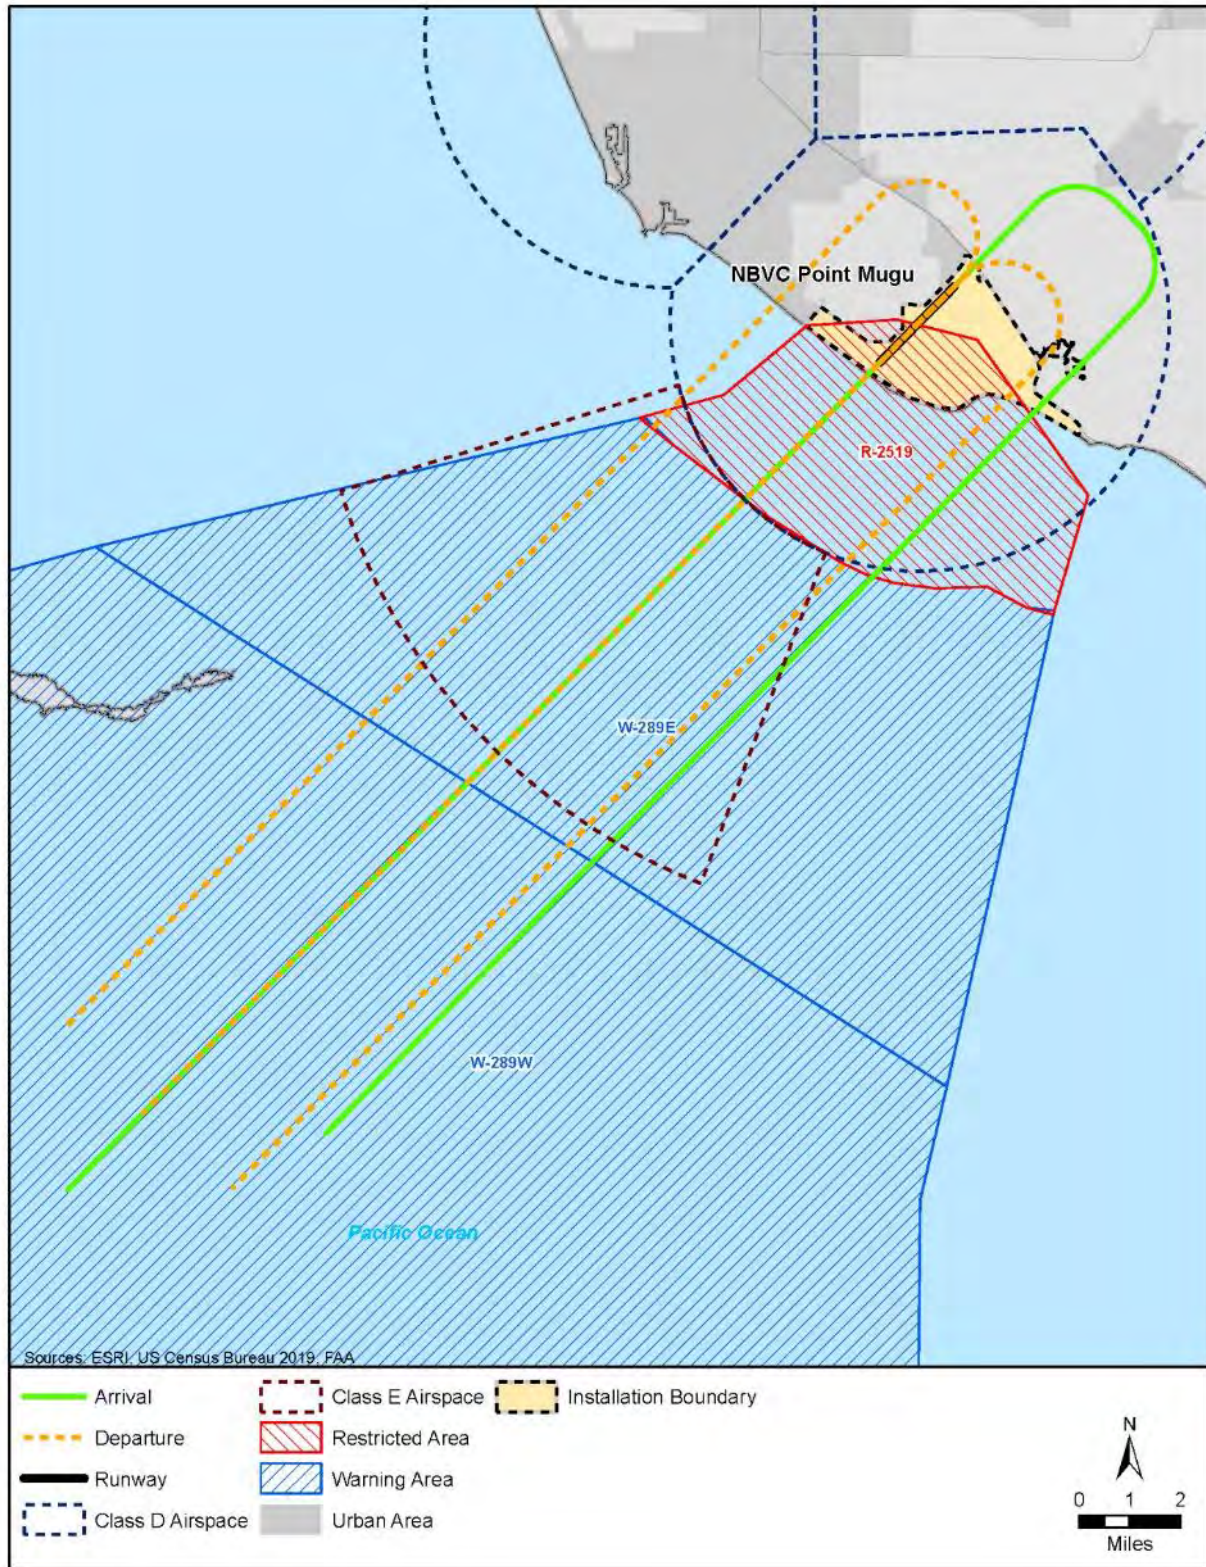 NBVC Point Mugu
R-2519
W-289E
W-289W
Pacific Ocean
Sources: ESRI, US Census Bureau 2019, FAA
Arrival
Departure
Runway
Class D Airspace
Class E Airspace
Restricted Area
Warning Area
Urban Area
Installation Boundary
N
0 1 2
Miles